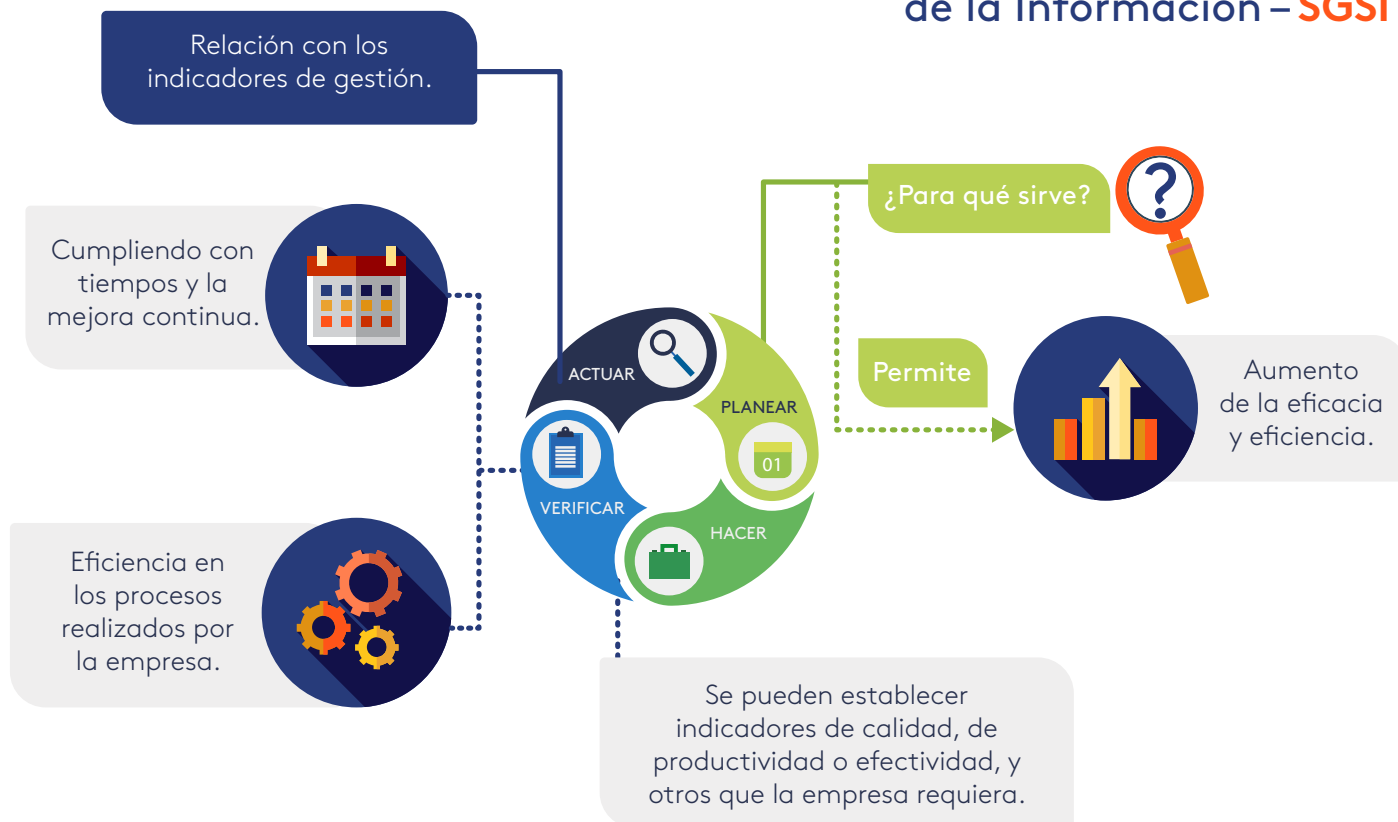 de la Información – SGSI
Relación con los
indicadores de gestión.
¿Para qué sirve?
?
Cumpliendo con
tiempos y la
mejora continua.
Permite
Aumento
de la eficacia
y eficiencia.
ACTUAR
PLANEAR
01
VERIFICAR
HACER
Eficiencia en
los procesos
realizados por
la empresa.
Se pueden establecer
indicadores de calidad, de
productividad o efectividad, y
otros que la empresa requiera.